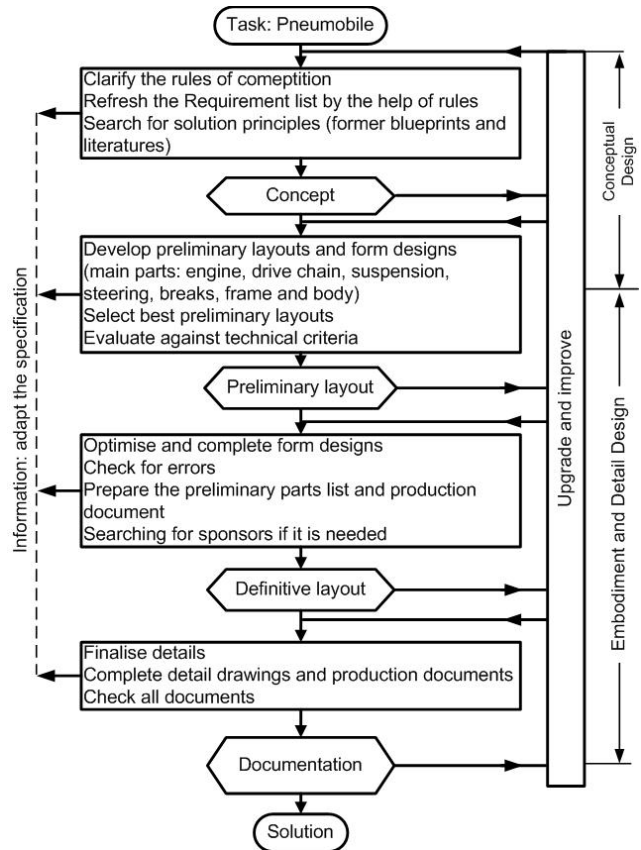 Task: Pneumobile
Clarify the rules of comeptition
Refresh the Requirement list by the help of rules
Search for solution principles (former blueprints and
literatures)
Concept
Develop preliminary layouts and form designs
(main parts: engine, drive chain, suspension,
steering, breaks, frame and body)
Select best preliminary layouts
Evaluate against technical criteria
Preliminary layout
Optimise and complete form designs
Check for errors
Prepare the preliminary parts list and production
document
Searching for sponsors if it is needed
Definitive layout
Finalise details
Complete detail drawings and production documents
Check all documents
Documentation
Solution
Information: adapt the specification
Upgrade and improve
Conceptual
Design
Embodiment and Detail Design